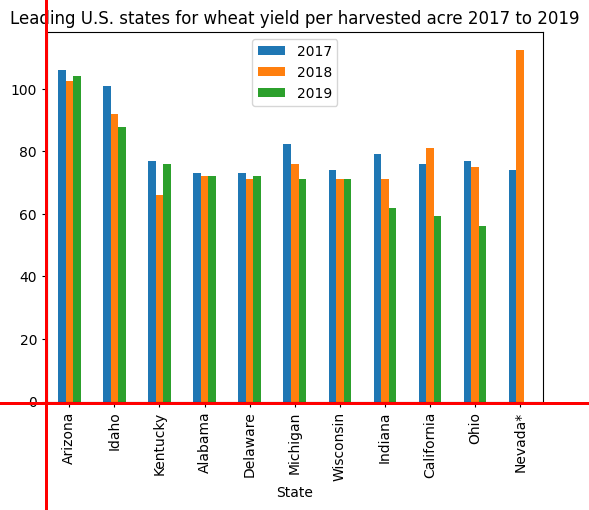 Leading U.S. states for wheat yield per harvested acre 2017 to 2019
2017
2018
2019
100
80
60
40
20
0
Arizona
Idaho
Kentucky
Alabama
Delaware
Michigan
Wisconsin
Indiana
California
Ohio
Nevada*
State